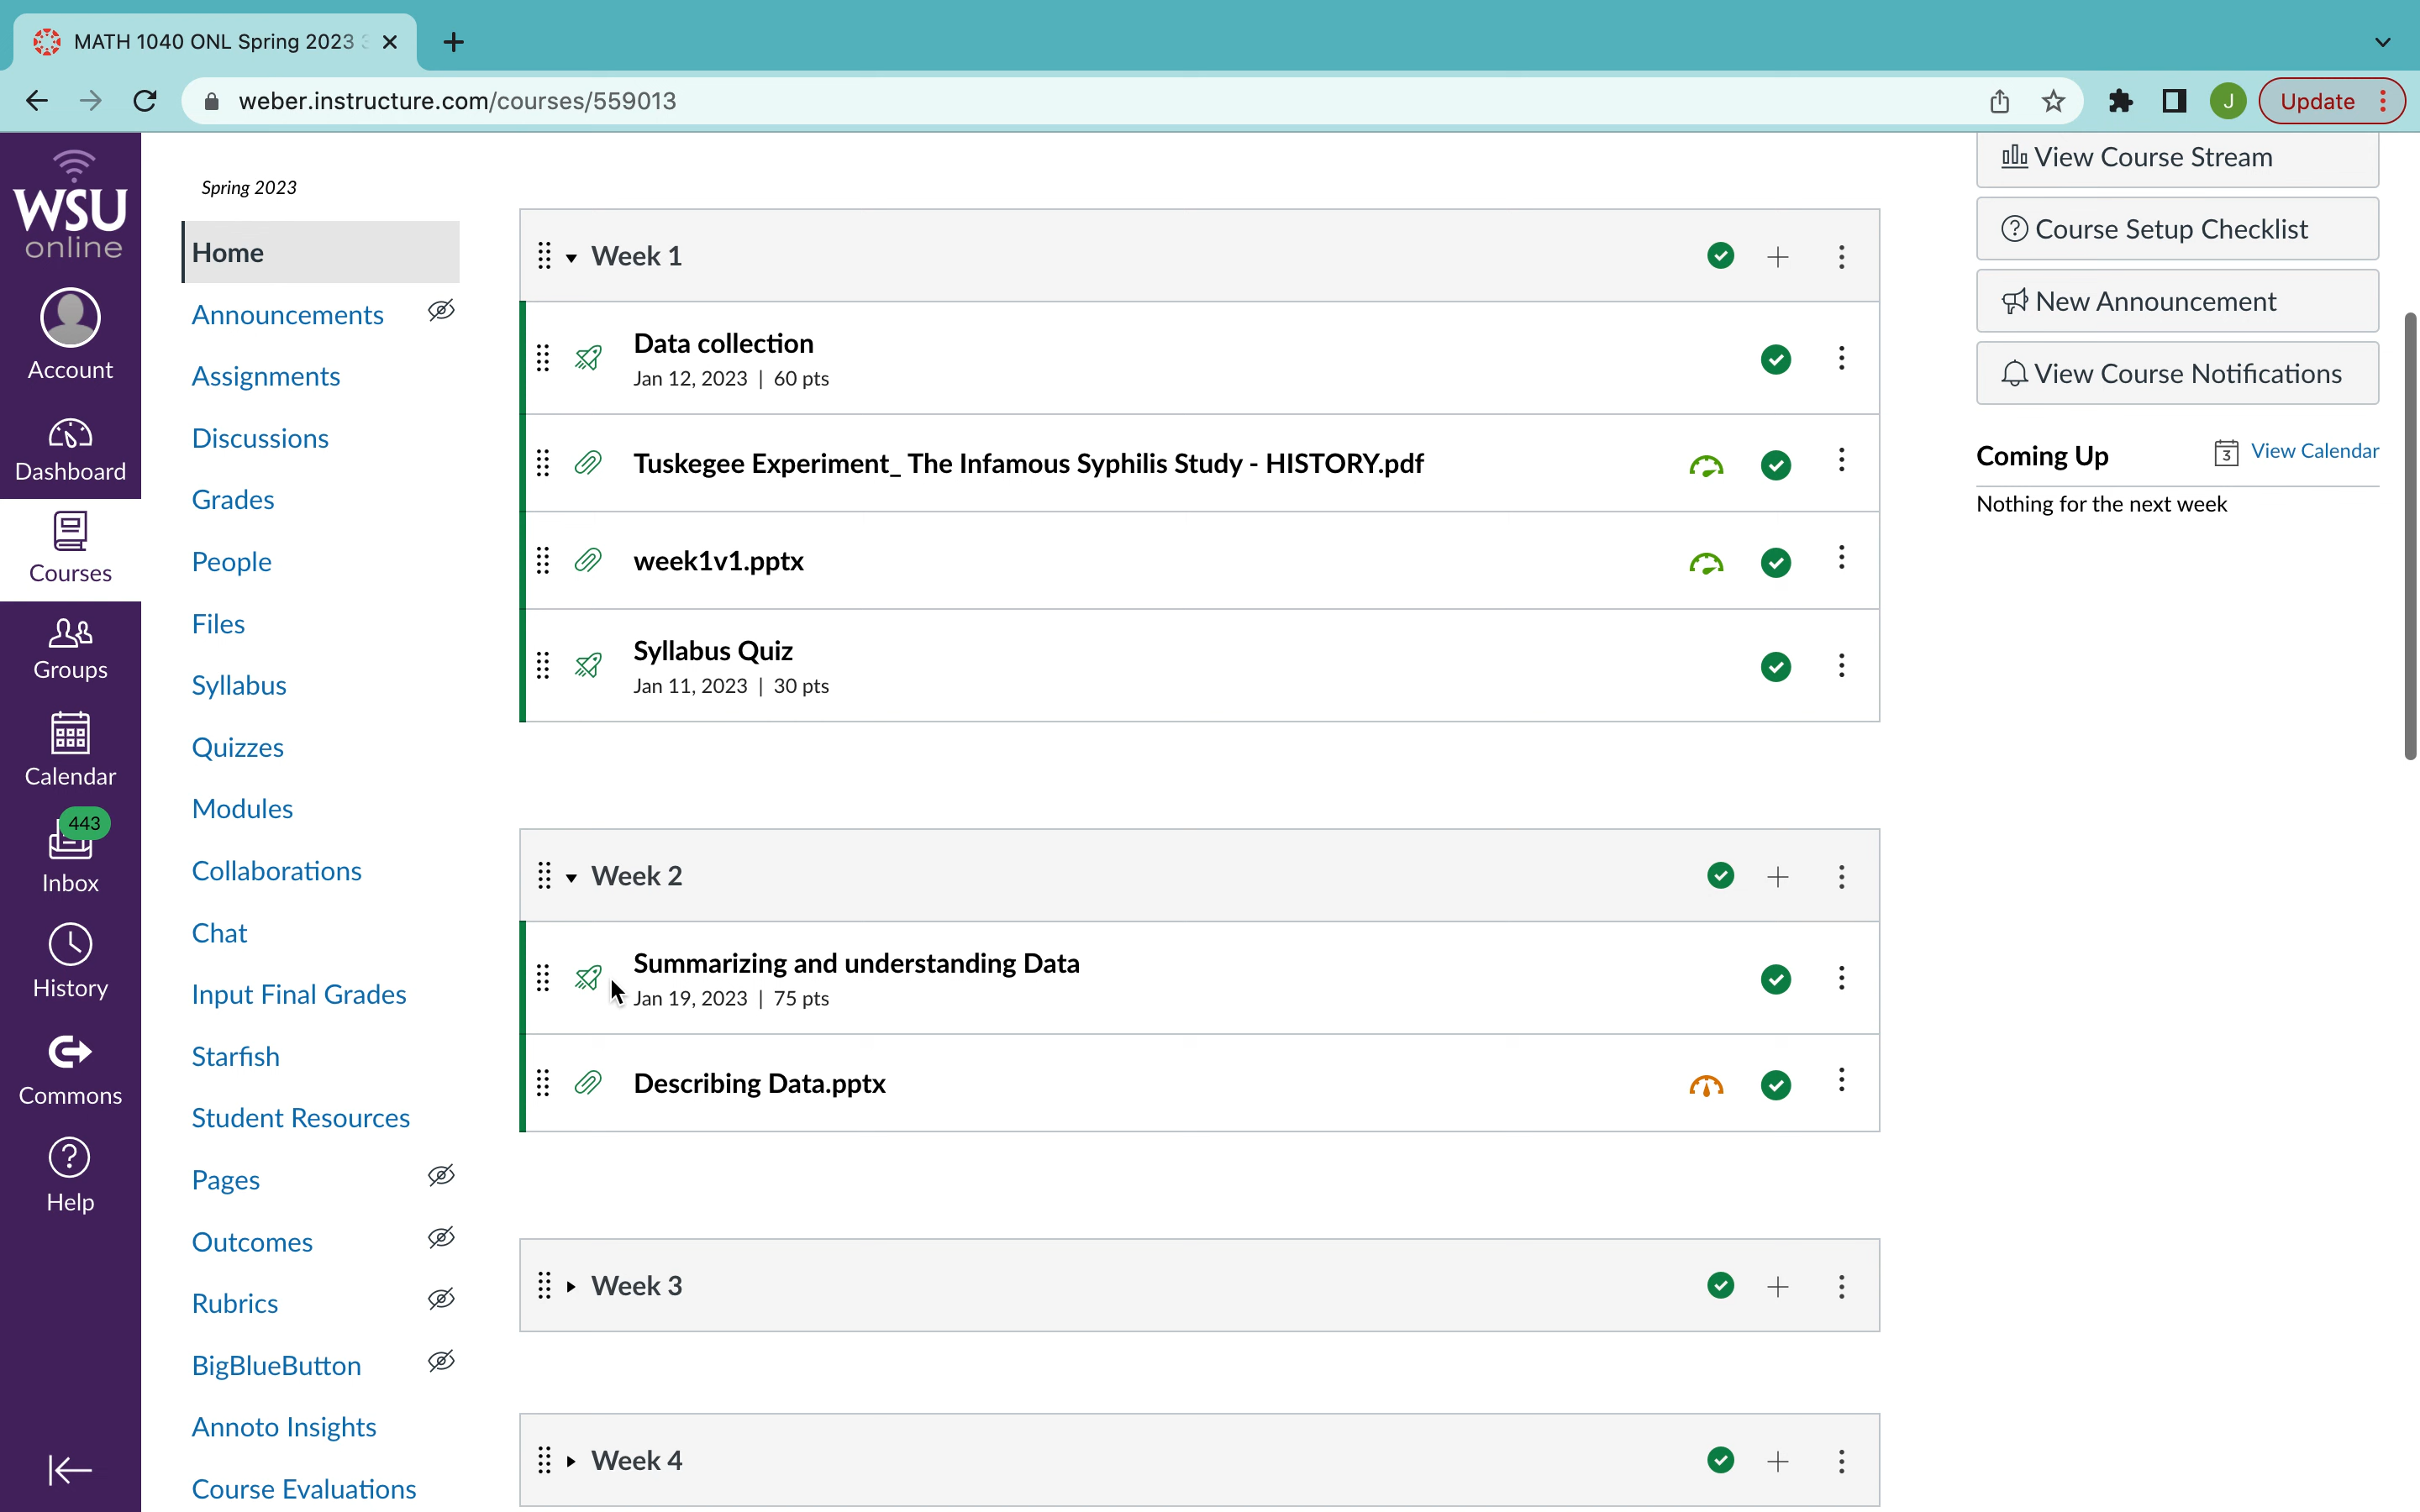 MATH 1040 ONL Spring 2023
weber.instructure.com/courses/559013
J
Update
WSU
online
Account
Dashboard
Courses
Groups
Calendar
443
Inbox
History
Commons
Help
Spring 2023
Home
Announcements
Assignments
Discussions
Grades
People
Files
Syllabus
Quizzes
Modules
Collaborations
Chat
Input Final Grades
Starfish
Student Resources
Pages
Outcomes
Rubrics
BigBlueButton
Annoto Insights
Course Evaluations
Week 1
Data collection
Jan 12, 2023 | 60 pts
Tuskegee Experiment_ The Infamous Syphilis Study - HISTORY.pdf
week1v1.pptx
Syllabus Quiz
Jan 11, 2023 | 30 pts
Week 2
Summarizing and understanding Data
Jan 19, 2023 | 75 pts
Describing Data.pptx
Week 3
Week 4
View Course Stream
Course Setup Checklist
New Announcement
View Course Notifications
Coming Up
3 View Calendar
Nothing for the next week